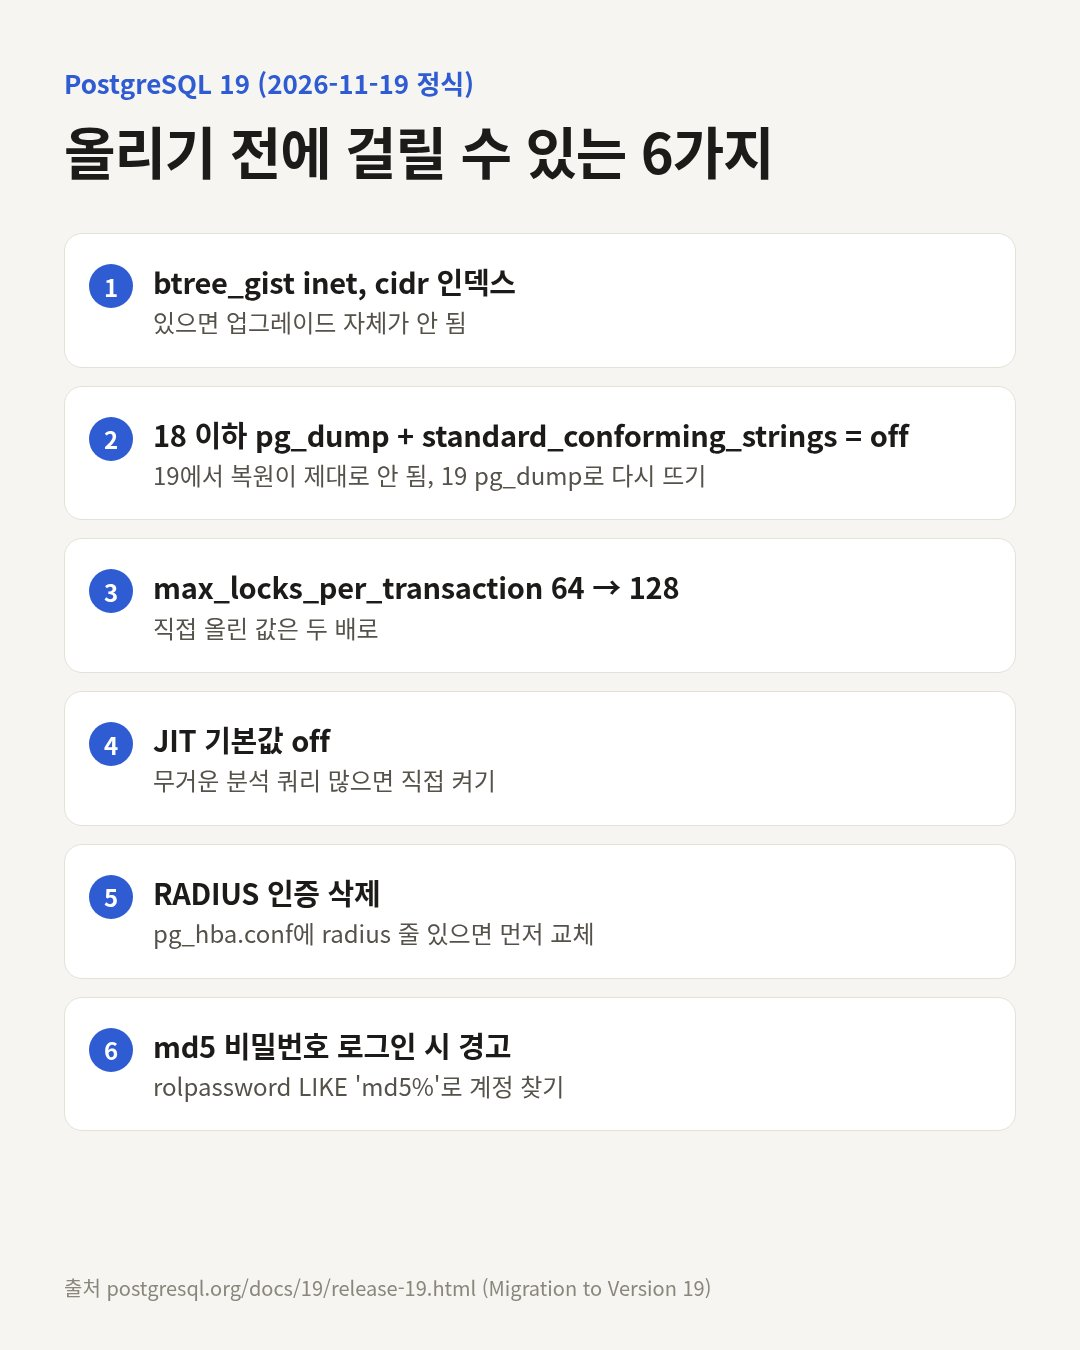 PostgreSQL 19 (2026-11-19 정식)
올리기 전에 걸릴 수 있는 6가지
1
btree_gist inet, cidr 인덱스
있으면 업그레이드 자체가 안 됨
2
18 이하 pg_dump + standard_conforming_strings = off
19에서 복원이 제대로 안 됨, 19 pg_dump로 다시 뜨기
3
max_locks_per_transaction 64 → 128
직접 올린 값은 두 배로
4
JIT 기본값 off
무거운 분석 쿼리 많으면 직접 켜기
5
RADIUS 인증 삭제
pg_hba.conf에 radius 줄 있으면 먼저 교체
6
md5 비밀번호 로그인 시 경고
rolpassword LIKE 'md5%'로 계정 찾기
출처 postgresql.org/docs/19/release-19.html (Migration to Version 19)